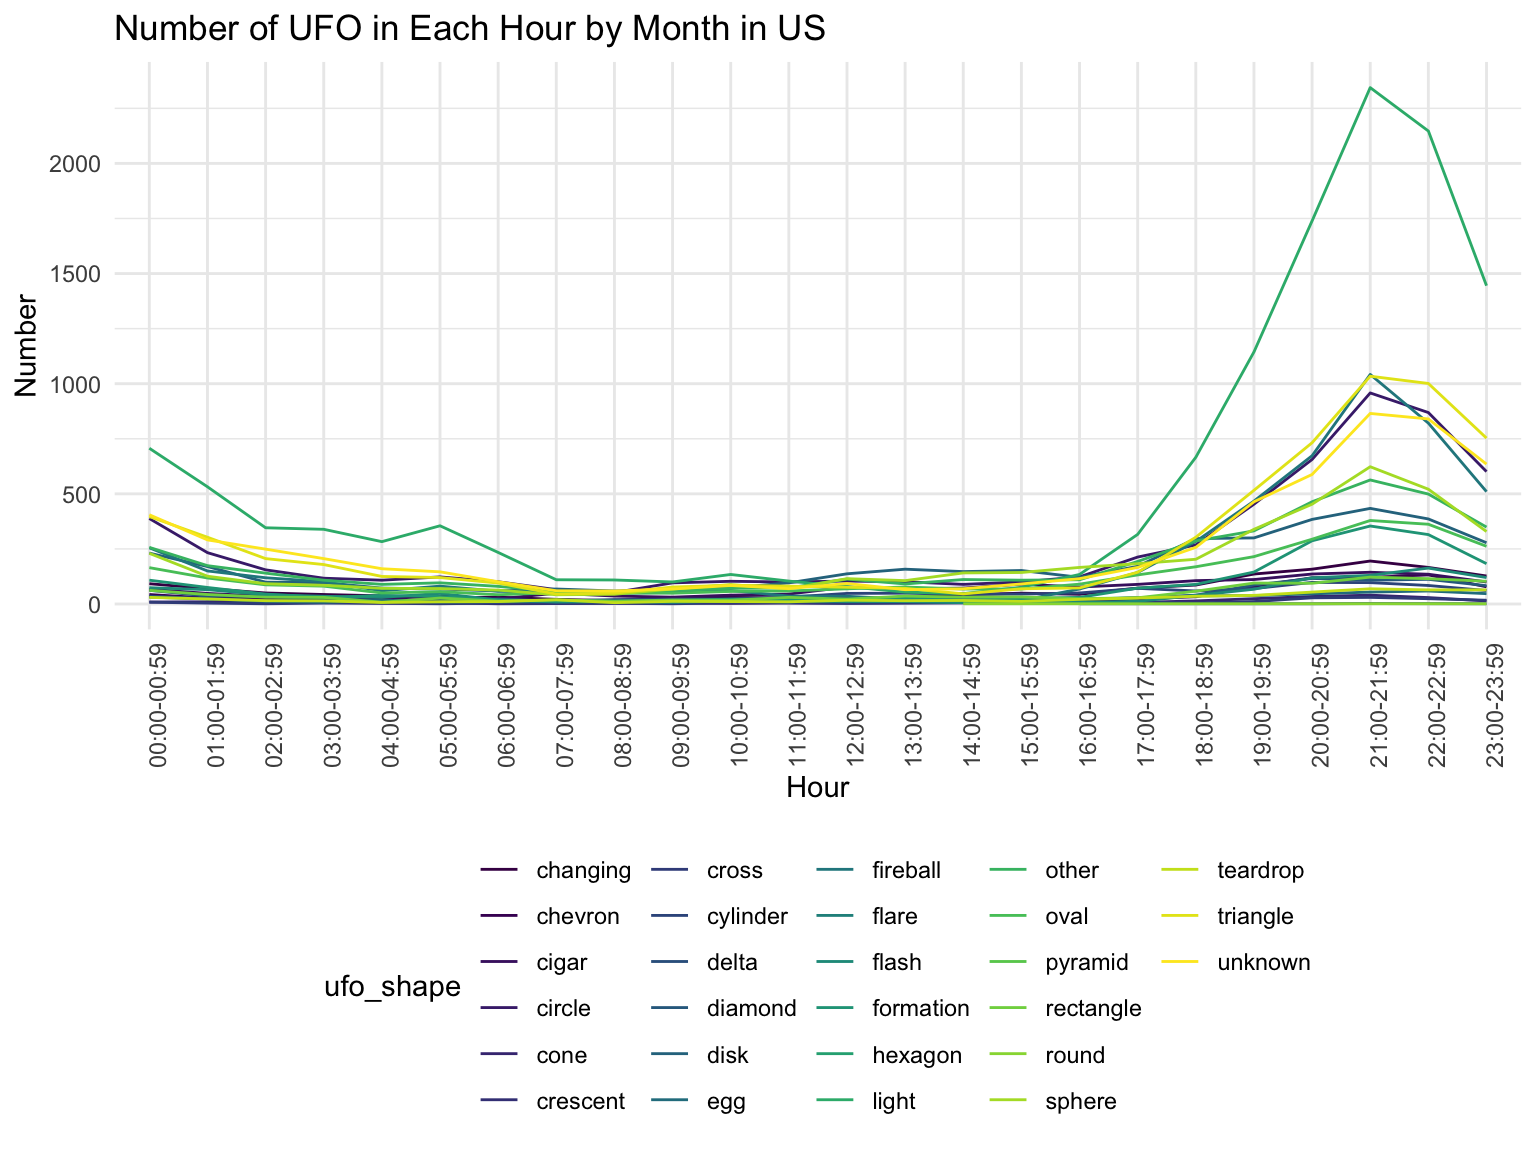 Number of UFO in Each Hour by Month in US
Number
2000
1500
1000
500
0
00:00-00:59
01:00-01:59
02:00-02:59
03:00-03:59
04:00-04:59
05:00-05:59
06:00-06:59
07:00-07:59
08:00-08:59
09:00-09:59
10:00-10:59
11:00-11:59
12:00-12:59
13:00-13:59
14:00-14:59
15:00-15:59
16:00-16:59
17:00-17:59
18:00-18:59
19:00-19:59
20:00-20:59
21:00-21:59
22:00-22:59
23:00-23:59
Hour
ufo_shape
changing
chevron
cigar
circle
cone
crescent
cross
cylinder
delta
diamond
disk
egg
fireball
flare
flash
formation
hexagon
light
other
oval
pyramid
rectangle
round
sphere
teardrop
triangle
unknown